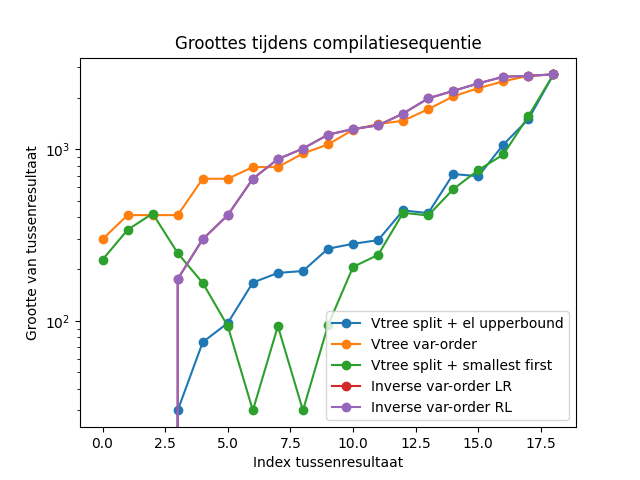 Groottes tijdens compilatiesequentie
Grootte van tussenresultaat
10³
10²
Vtree split + el upperbound
Vtree var-order
Vtree split + smallest first
Inverse var-order LR
Inverse var-order RL
0.0 2.5 5.0 7.5 10.0 12.5 15.0 17.5
Index tussenresultaat